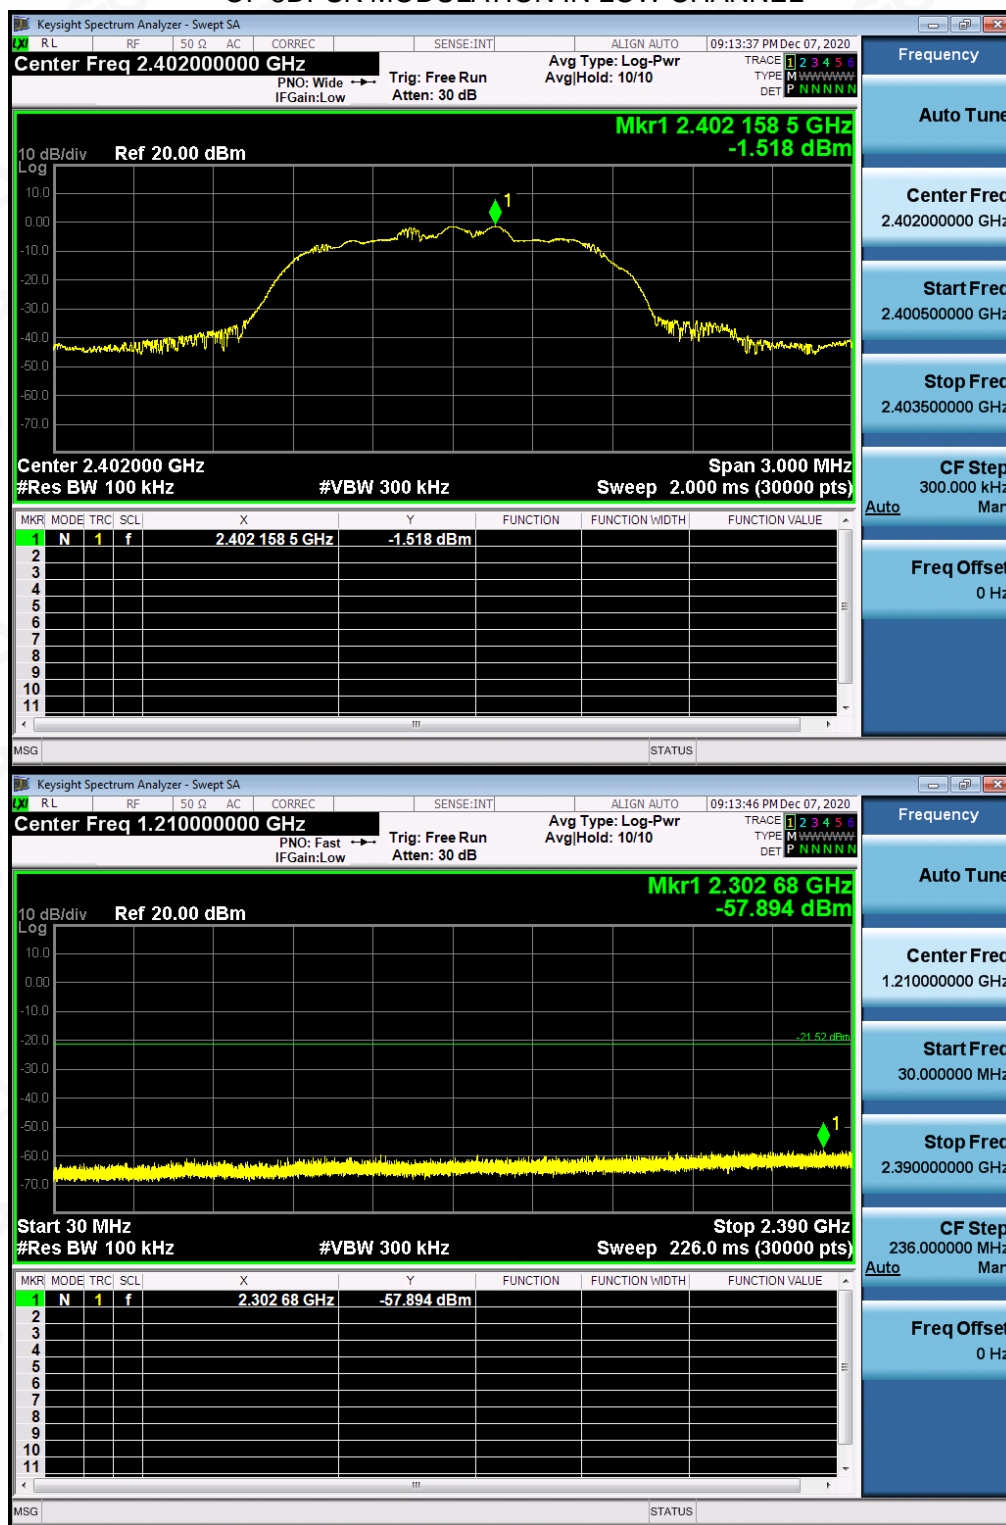 Keysight Spectrum Analyzer - Swept SA
LXI RL RF 50 Ω AC CORREC SENSE:INT ALIGN AUTO 09:13:37 PM Dec 07, 2020
Center Freq 2.402000000 GHz
PNO: Wide
IFGain:Low
Trig: Free Run
Atten: 30 dB
Avg Type: Log-Pwr
Avg|Hold: 10/10
TRACE 1 2 3 4 5 6
TYPE M WWWWW
DET P N N N N N
Mkr1 2.402 158 5 GHz
-1.518 dBm
10 dB/div Ref 20.00 dBm
Log
1
10.0
0.00
-10.0
-20.0
-30.0
-40.0
-50.0
-60.0
-70.0
Center 2.402000 GHz Span 3.000 MHz
#Res BW 100 kHz #VBW 300 kHz Sweep 2.000 ms (30000 pts)
MKR MODE TRC SCL X Y FUNCTION FUNCTION WIDTH FUNCTION VALUE
1 N 1 f 2.402 158 5 GHz -1.518 dBm
2
3
4
5
6
7
8
9
10
11
MSG STATUS
Frequency
Auto Tune
Center Freq
2.402000000 GHz
Start Freq
2.400500000 GHz
Stop Freq
2.403500000 GHz
CF Step
300.000 kHz
Auto Man
Freq Offset
0 Hz
Keysight Spectrum Analyzer - Swept SA
LXI RL RF 50 Ω AC CORREC SENSE:INT ALIGN AUTO 09:13:46 PM Dec 07, 2020
Center Freq 1.210000000 GHz
PNO: Fast
IFGain:Low
Trig: Free Run
Atten: 30 dB
Avg Type: Log-Pwr
Avg|Hold: 10/10
TRACE 1 2 3 4 5 6
TYPE M WWWWW
DET P N N N N N
Mkr1 2.302 68 GHz
-57.894 dBm
10 dB/div Ref 20.00 dBm
Log
10.0
0.00
-10.0
-20.0
-21.52 dBm
-30.0
-40.0
-50.0
1
-60.0
-70.0
Start 30 MHz Stop 2.390 GHz
#Res BW 100 kHz #VBW 300 kHz Sweep 226.0 ms (30000 pts)
MKR MODE TRC SCL X Y FUNCTION FUNCTION WIDTH FUNCTION VALUE
1 N 1 f 2.302 68 GHz -57.894 dBm
2
3
4
5
6
7
8
9
10
11
MSG STATUS
Frequency
Auto Tune
Center Freq
1.210000000 GHz
Start Freq
30.000000 MHz
Stop Freq
2.390000000 GHz
CF Step
236.000000 MHz
Auto Man
Freq Offset
0 Hz